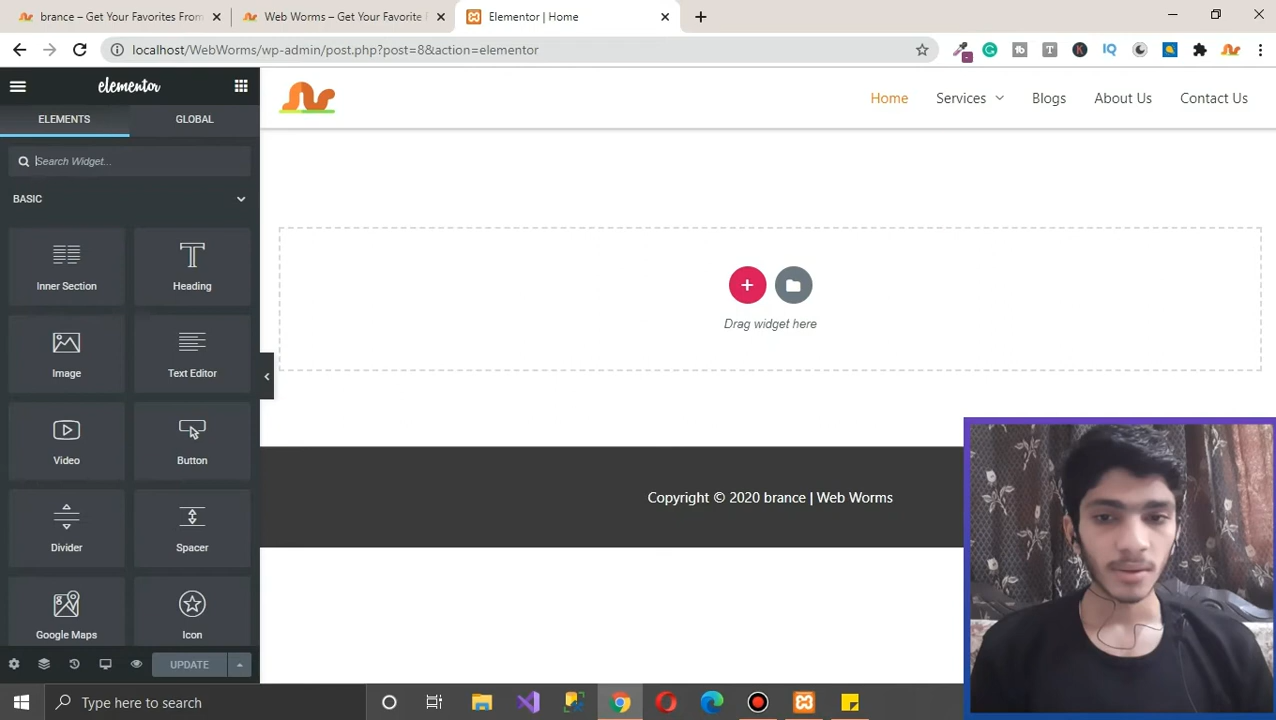 brance – Get Your Favorites From
Web Worms – Get Your Favorite F
Elementor | Home
localhost/WebWorms/wp-admin/post.php?post=8&action=elementor
IQ
elementor
Home
Services
Blogs
About Us
Contact Us
ELEMENTS
GLOBAL
Search Widget...
BASIC
Inner Section
Heading
Image
Text Editor
Video
Button
Divider
Spacer
Google Maps
Icon
Drag widget here
Copyright © 2020 brance | Web Worms
UPDATE
Type here to search